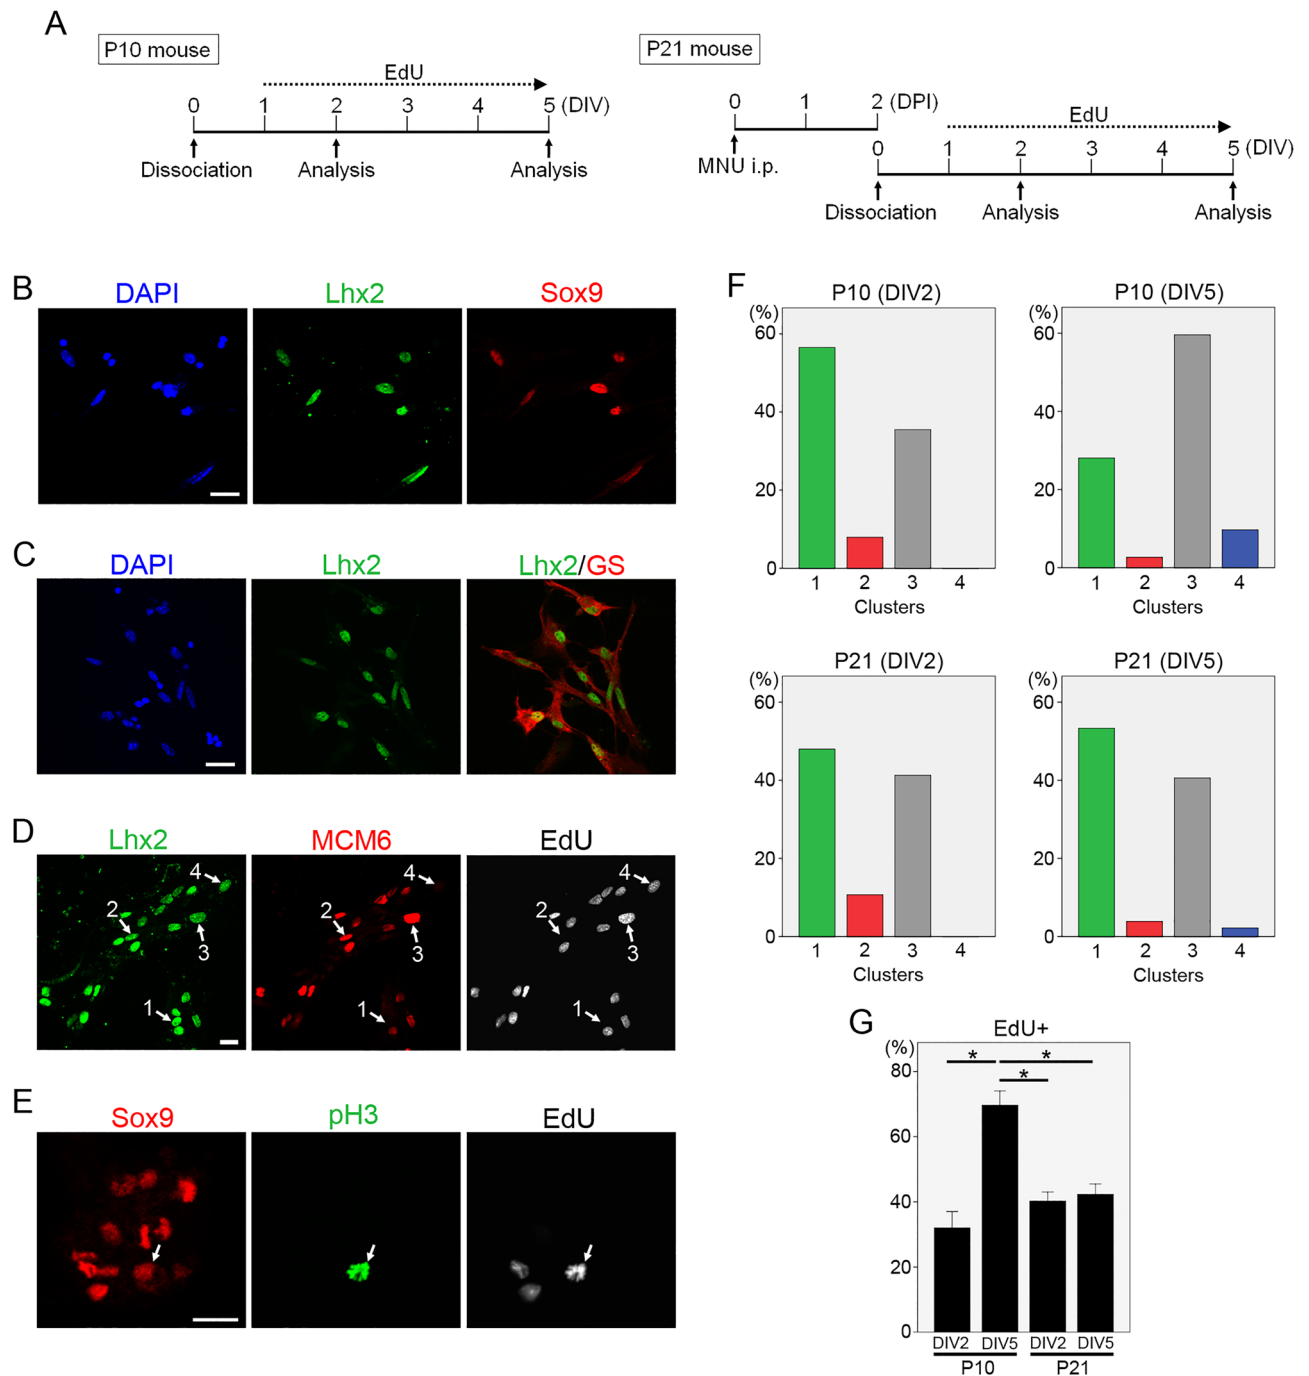 A
P10 mouse
EdU
0 1 2 3 4 5 (DIV)
Dissociation Analysis Analysis
P21 mouse
0 1 2 (DPI)
MNU i.p.
EdU
0 1 2 3 4 5 (DIV)
Dissociation Analysis Analysis
B
DAPI Lhx2 Sox9
C
DAPI Lhx2 Lhx2/GS
D
Lhx2 MCM6 EdU
4 4
2 2 2
3 3 3
1 1 1
4
E
Sox9 pH3 EdU
F
P10 (DIV2)
(%)
60
40
20
0
1 2 3 4
Clusters
P10 (DIV5)
(%)
60
40
20
0
1 2 3 4
Clusters
P21 (DIV2)
(%)
60
40
20
0
1 2 3 4
Clusters
P21 (DIV5)
(%)
60
40
20
0
1 2 3 4
Clusters
G
EdU+
(%)
* *
*
80
60
40
20
0
DIV2 DIV5 DIV2 DIV5
P10 P21